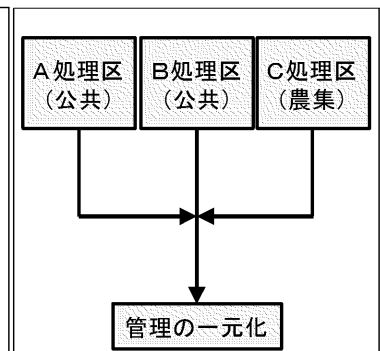 A処理区
(公共)
B処理区
(公共)
C処理区
(農集)
管理の一元化